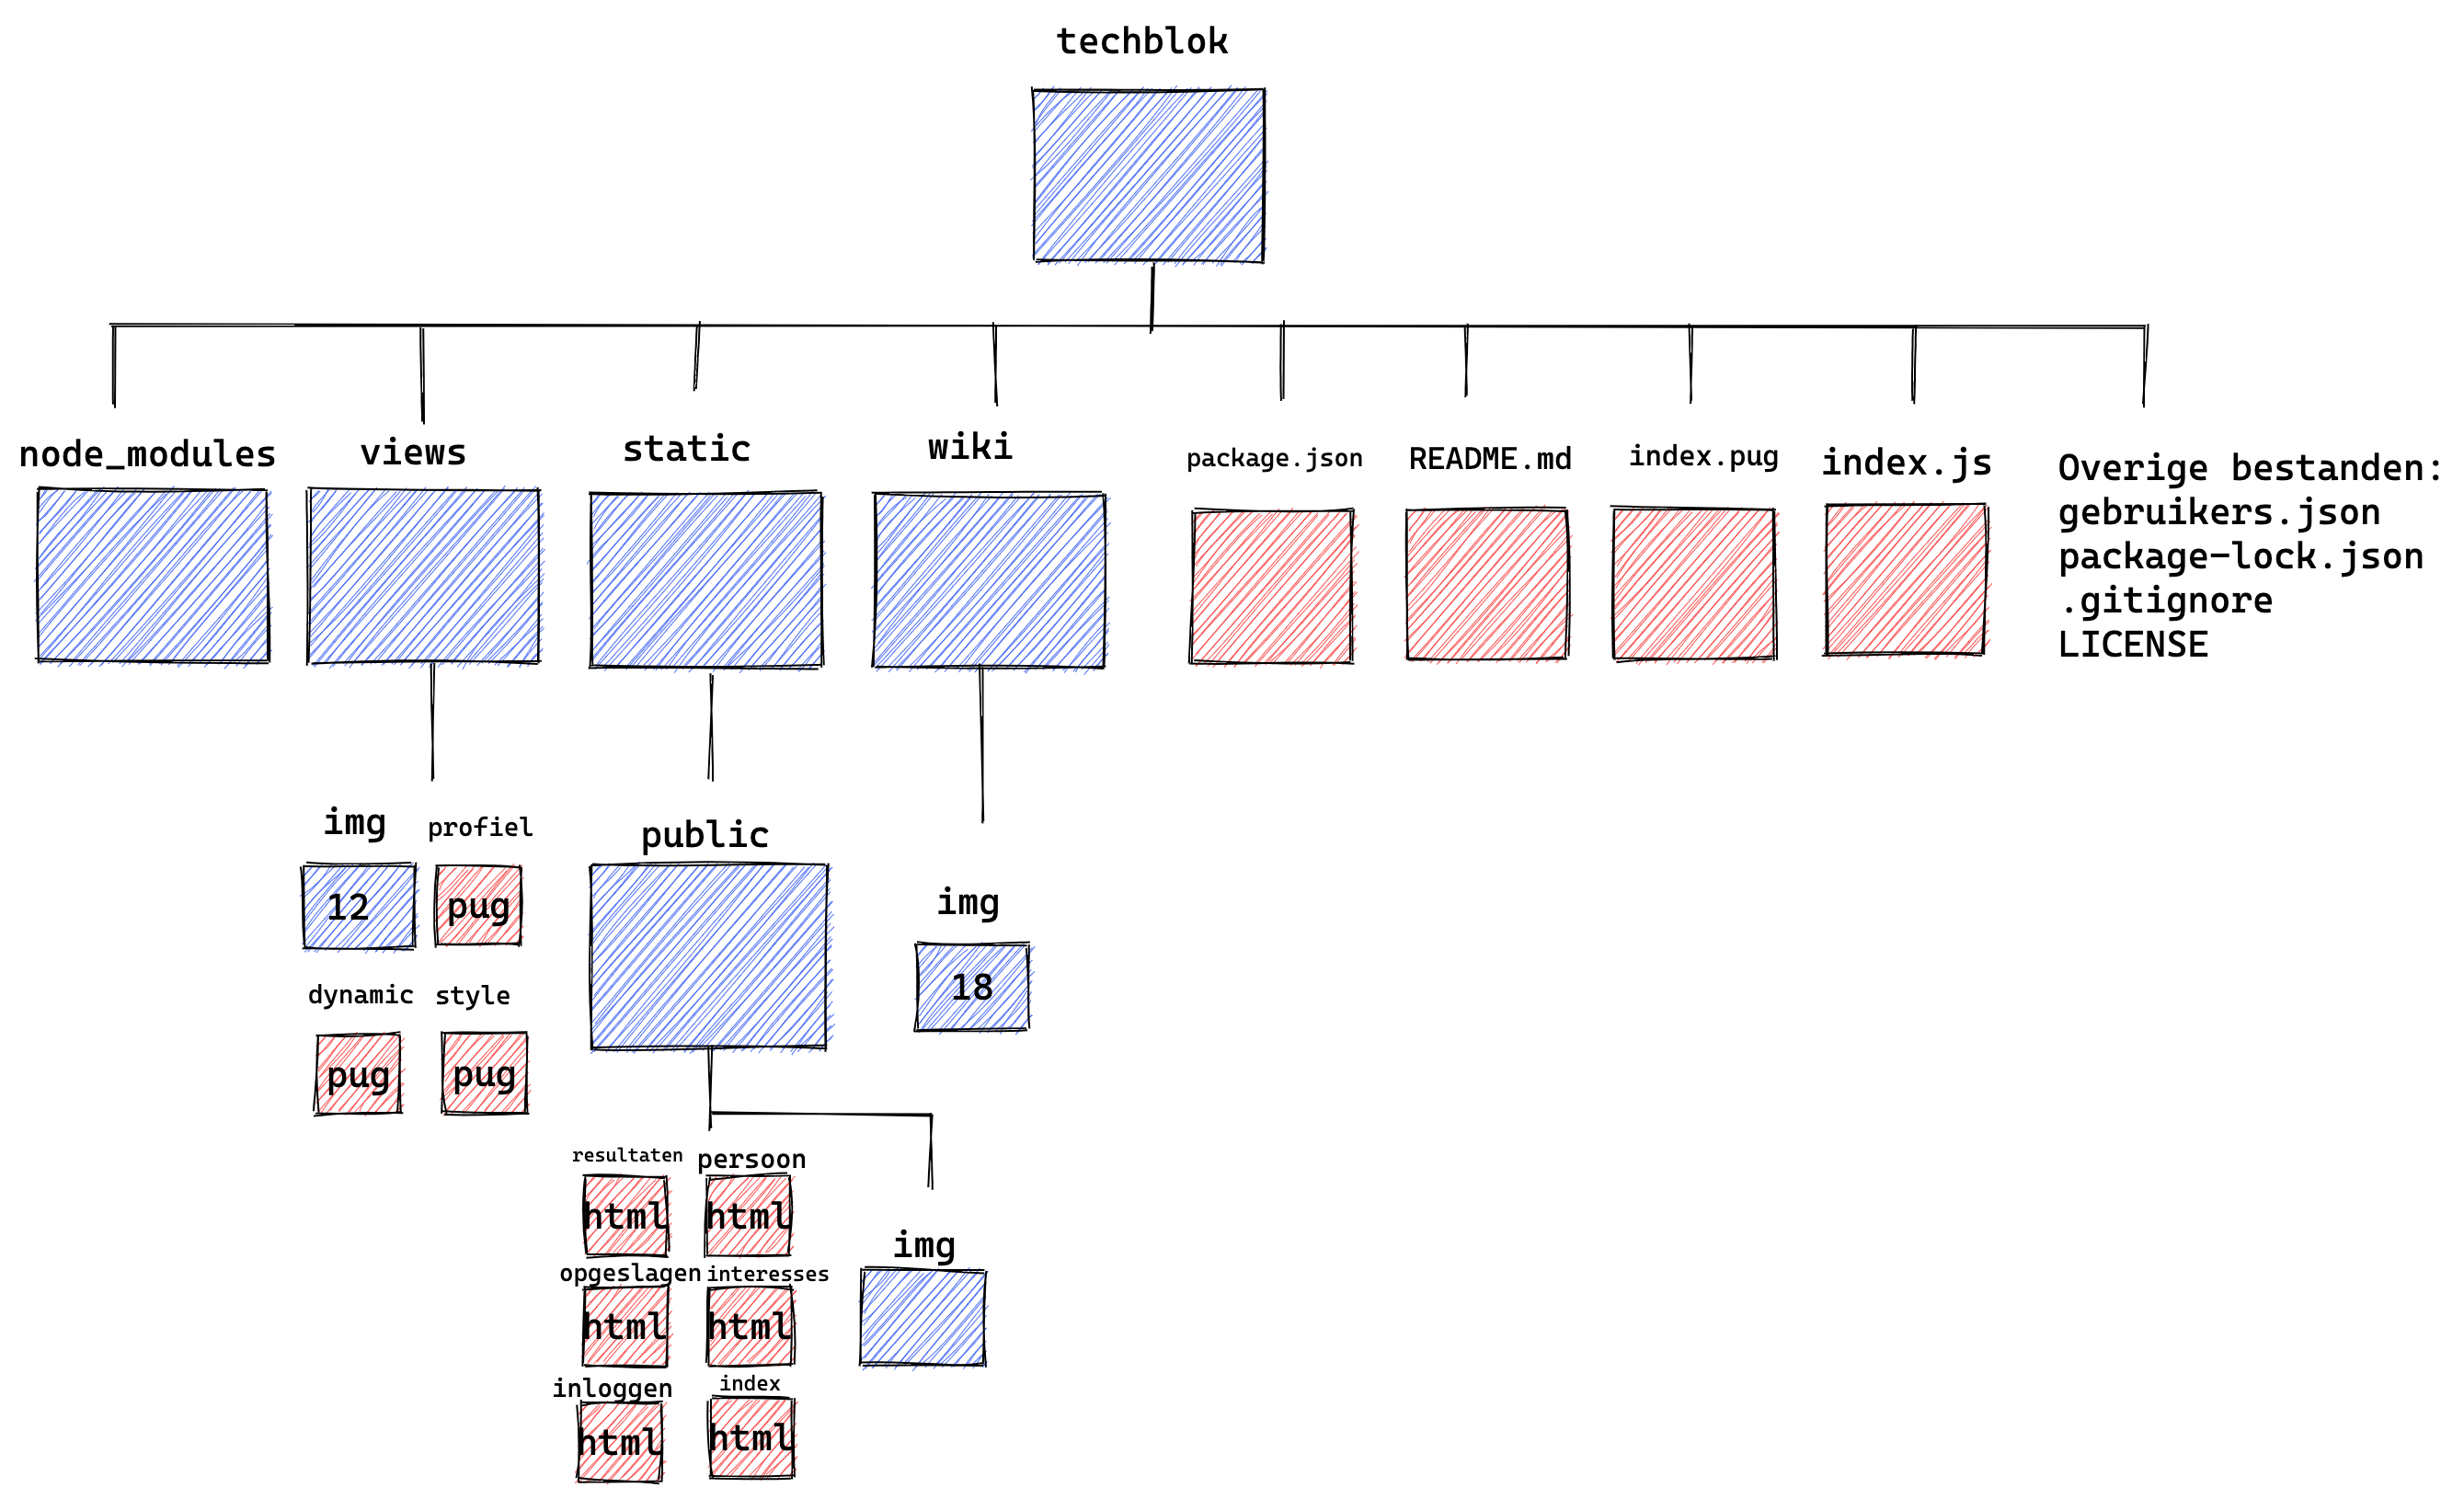 techblok
node_modules
views
static
wiki
package.json
README.md
index.pug
index.js
Overige bestanden:
gebruikers.json
package-lock.json
.gitignore
LICENSE
img
profiel
12
pug
dynamic
style
pug
pug
public
img
18
resultaten
persoon
html
html
opgeslagen
interesses
html
html
inloggen
index
html
html
img